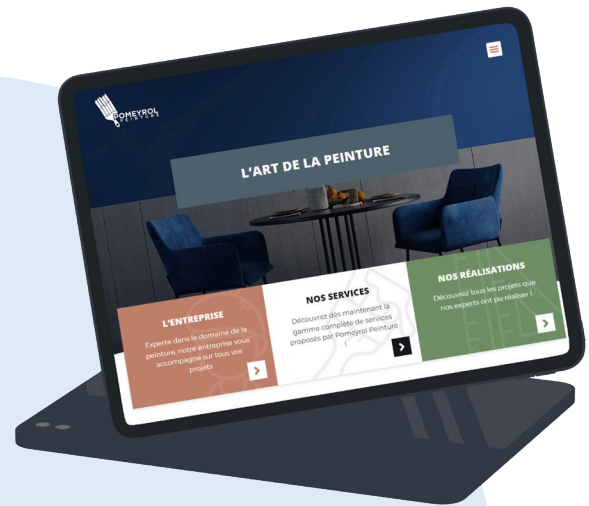 POMEYROL
PEINTURE
L'ART DE LA PEINTURE
L'ENTREPRISE
Experte dans le domaine de la
peinture, notre entreprise vous
accompagne sur tous vos
projets
NOS SERVICES
Découvrez dès maintenant la
gamme complète de services
proposés par Pomeyrol Peinture
!
NOS RÉALISATIONS
Découvrez tous les projets que
nos experts ont pu réaliser !